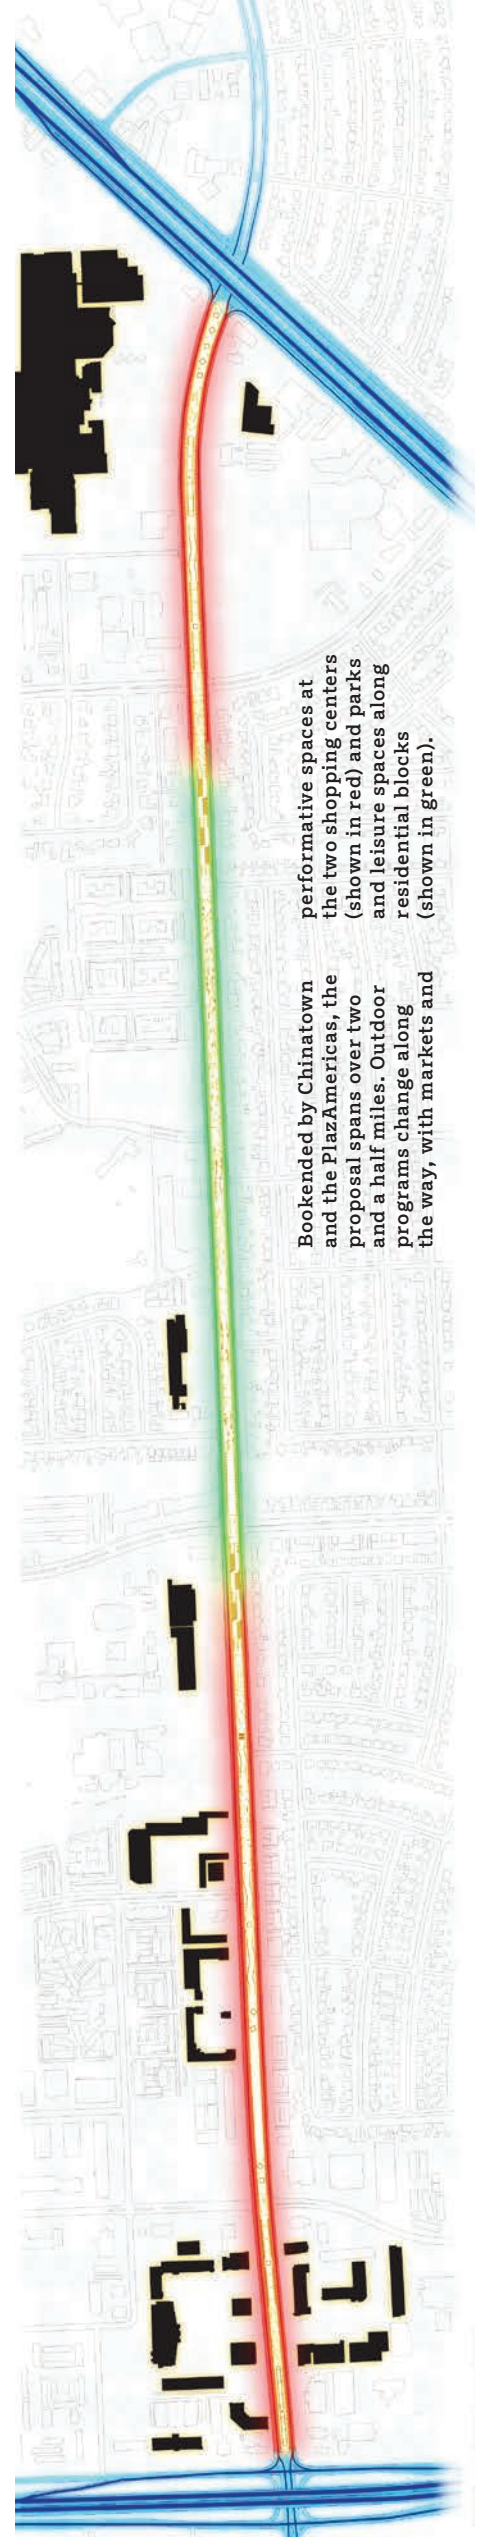 Bookended by Chinatown
and the PlazAmericas, the
proposal spans over two
and a half miles. Outdoor
programs change along
the way, with markets and
performative spaces at
the two shopping centers
(shown in red) and parks
and leisure spaces along
residential blocks
(shown in green).